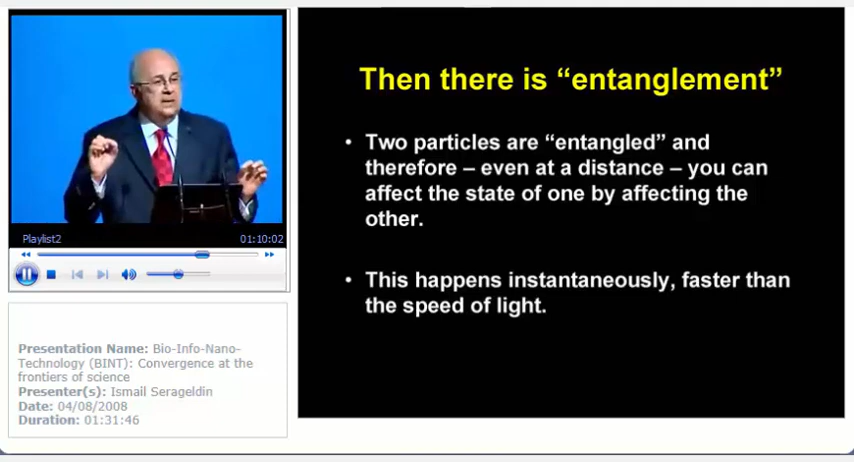 Then there is “entanglement”
• Two particles are “entangled” and
therefore – even at a distance – you can
affect the state of one by affecting the
other.
• This happens instantaneously, faster than
the speed of light.
Playlist2 01:10:02
Presentation Name: Bio-Info-Nano-
Technology (BINT): Convergence at the
frontiers of science
Presenter(s): Ismail Serageldin
Date: 04/08/2008
Duration: 01:31:46